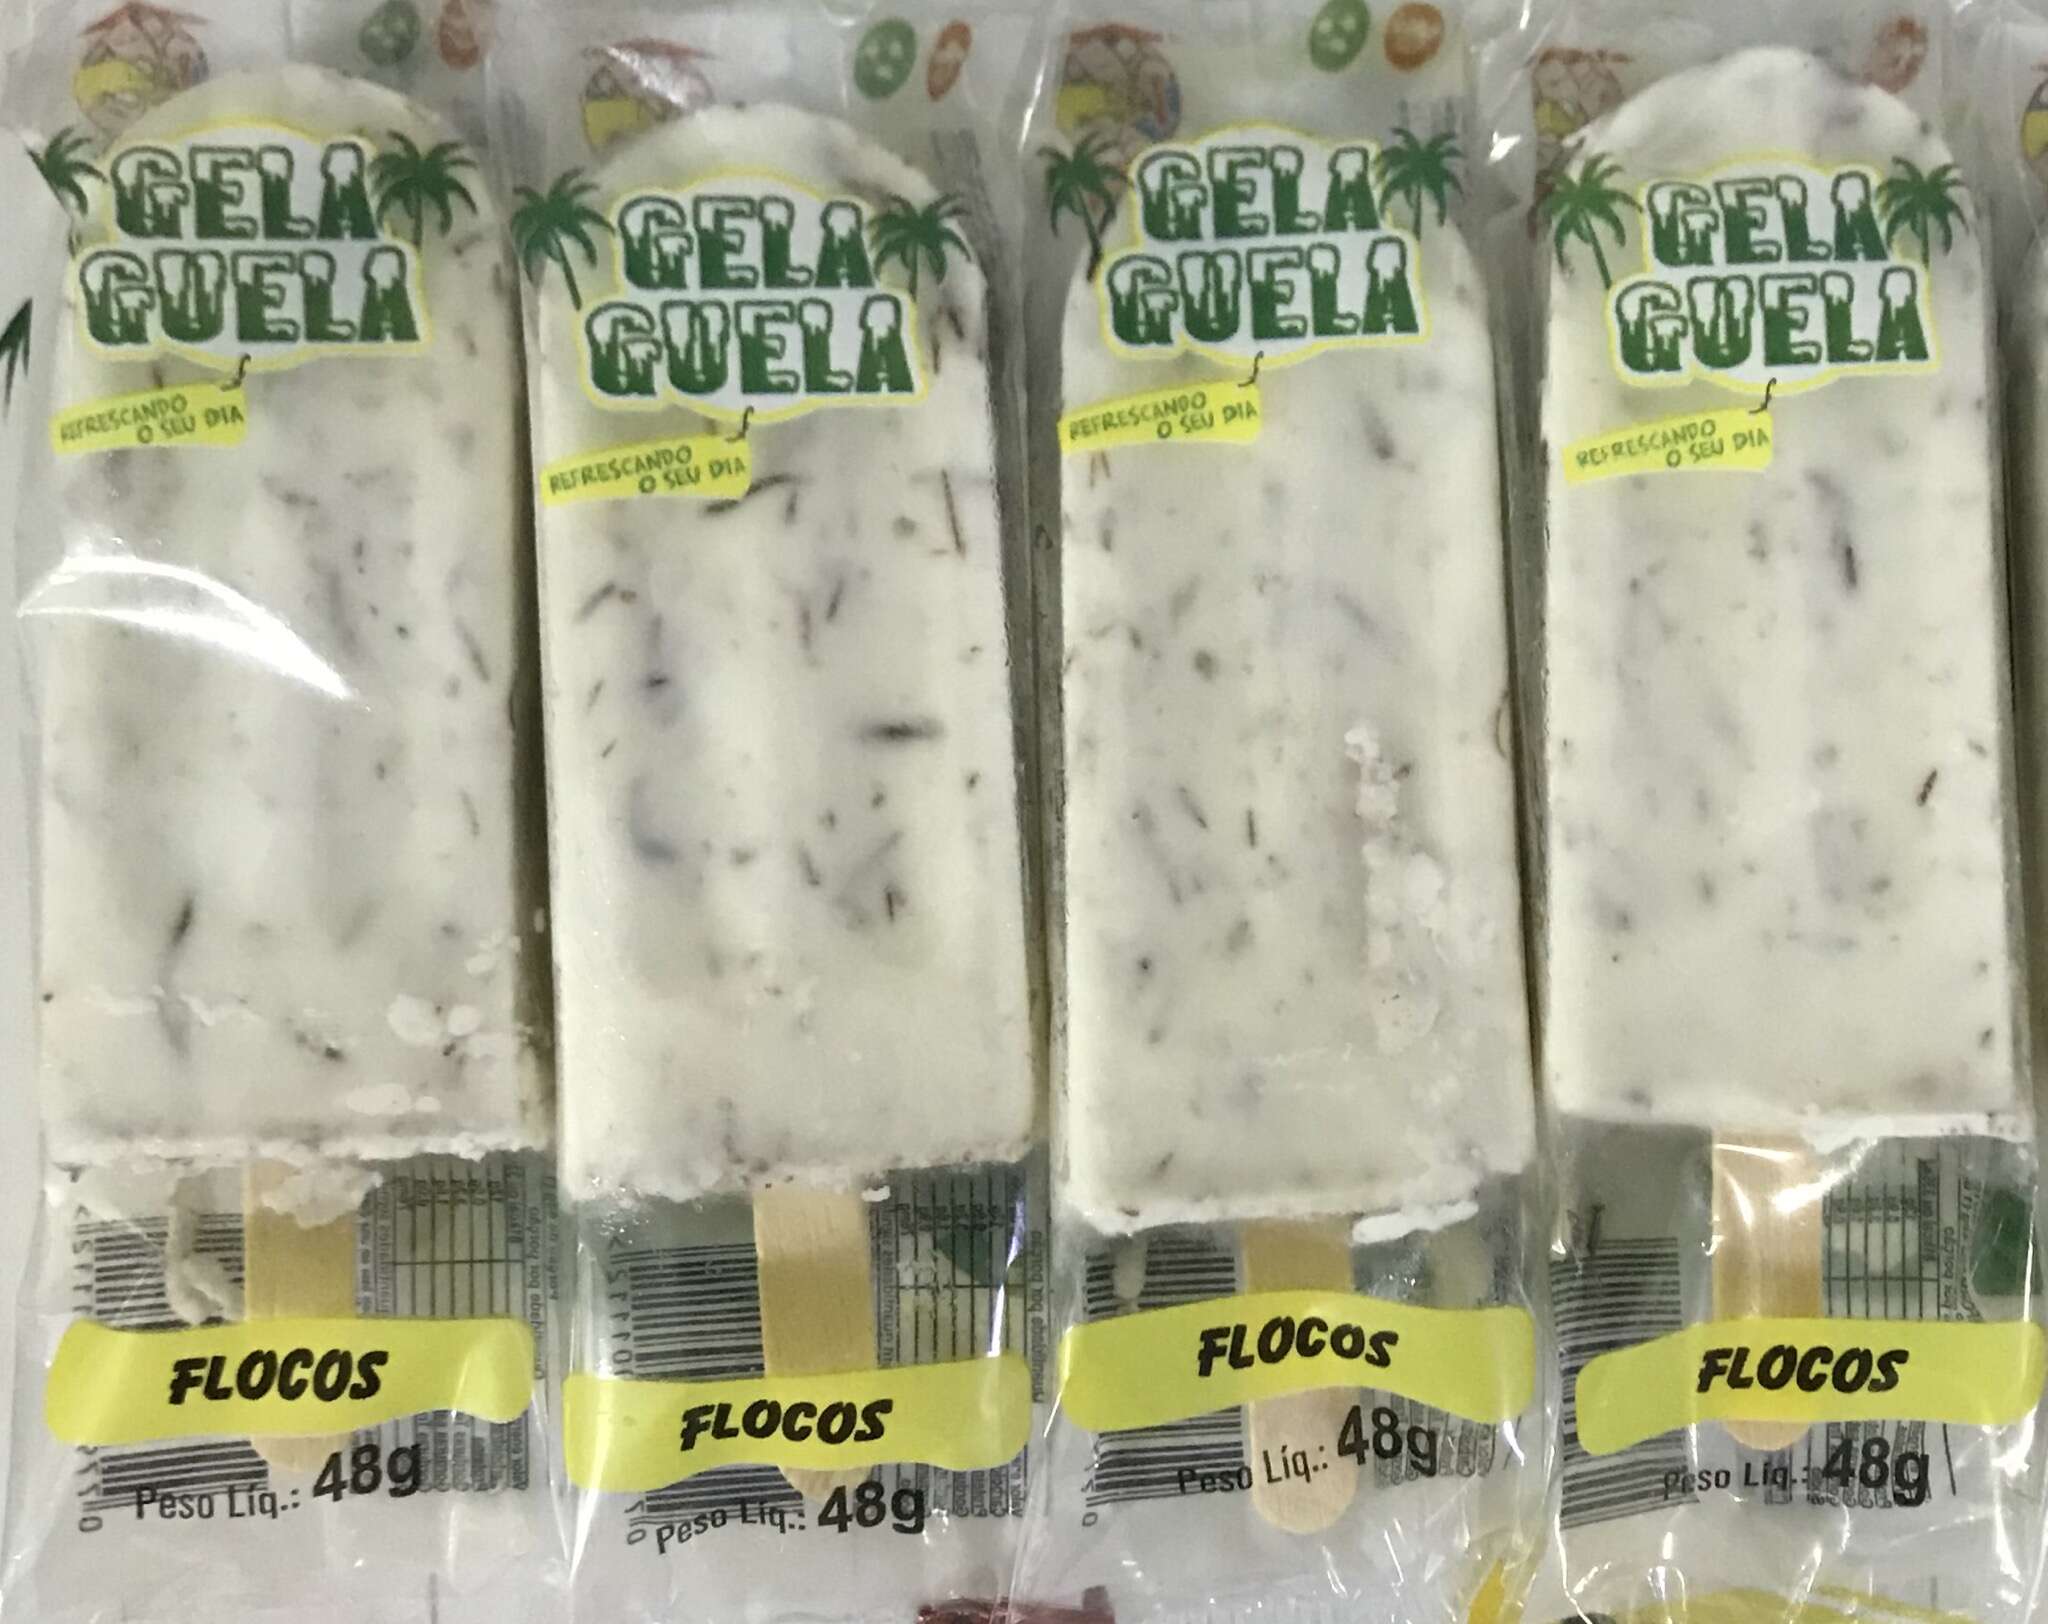 GELA
GUELA
REFRESCANDO
O SEU DIA
FLOCOS
Peso Líq.: 48g
GELA
GUELA
REFRESCANDO
O SEU DIA
FLOCOS
Peso Líq.: 48g
GELA
GUELA
REFRESCANDO
O SEU DIA
FLOCOS
Peso Líq.: 48g
GELA
GUELA
REFRESCANDO
O SEU DIA
FLOCOS
Peso Líq.: 48g